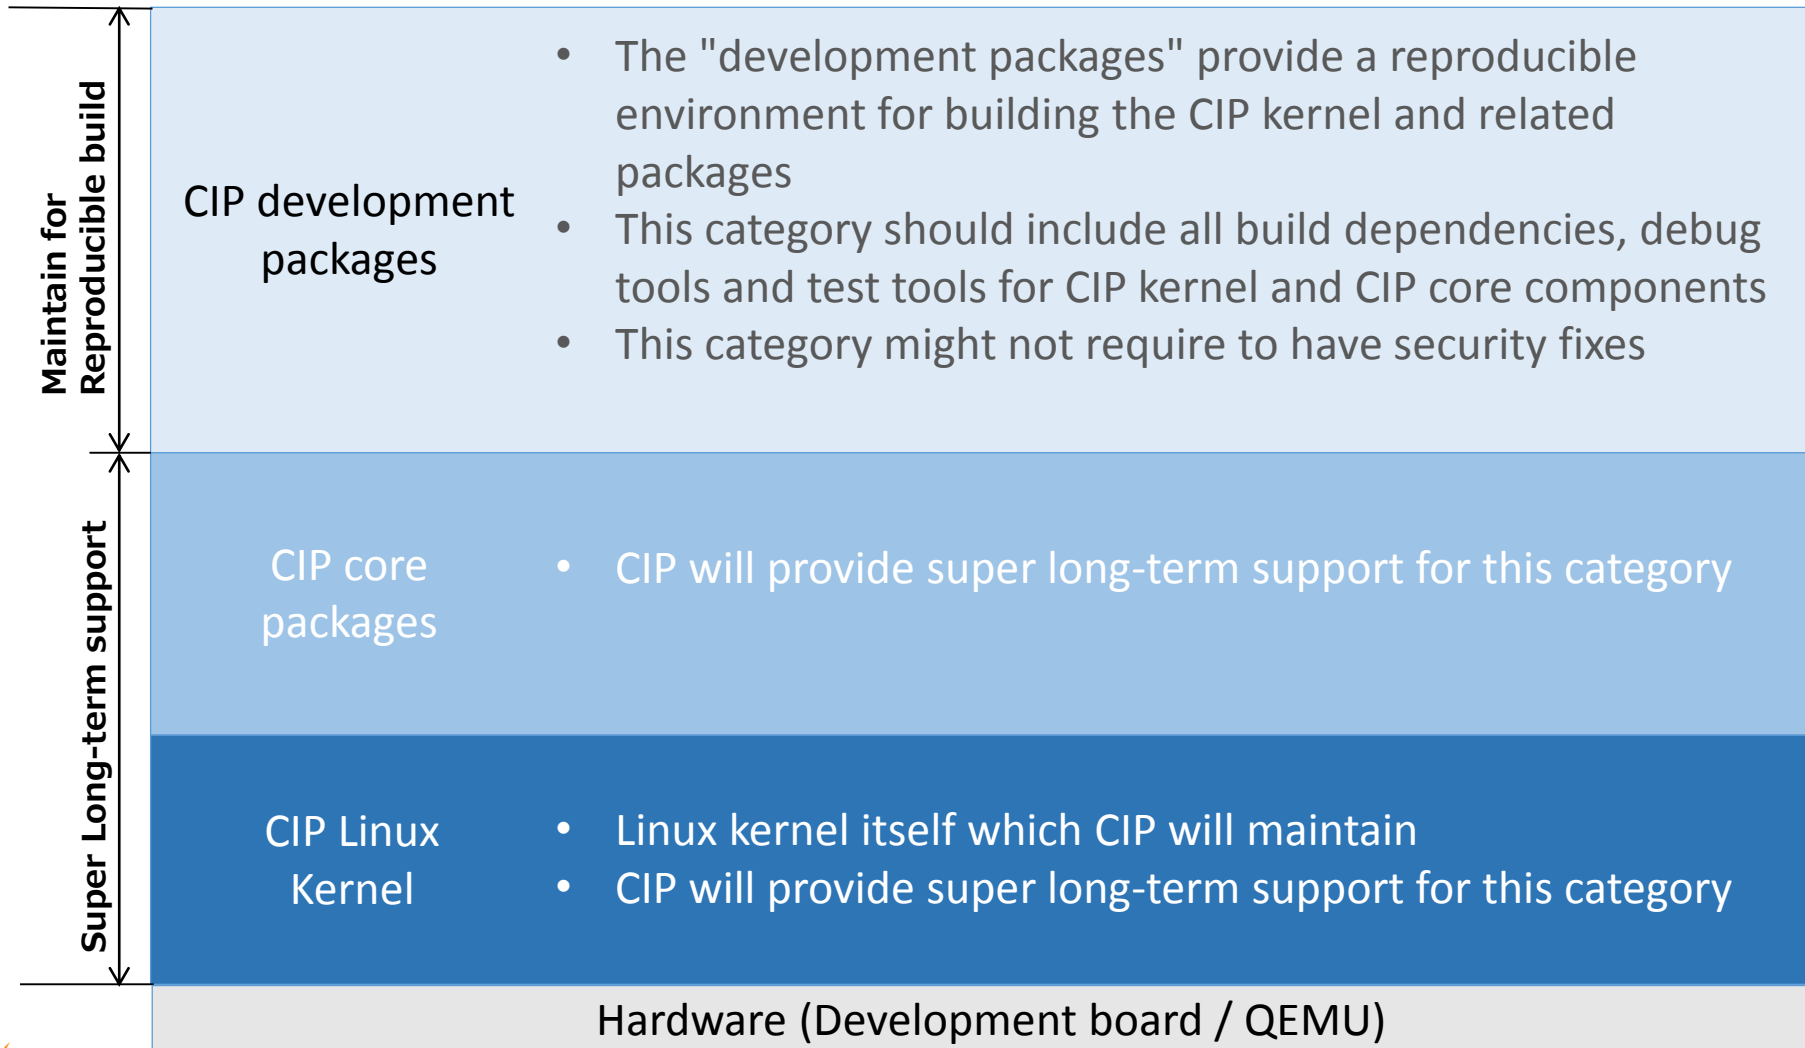 Maintain for
Reproducible build
CIP development
packages
• The "development packages" provide a reproducible
environment for building the CIP kernel and related
packages
• This category should include all build dependencies, debug
tools and test tools for CIP kernel and CIP core components
• This category might not require to have security fixes
Super Long-term support
CIP core
packages
• CIP will provide super long-term support for this category
CIP Linux
Kernel
• Linux kernel itself which CIP will maintain
• CIP will provide super long-term support for this category
Hardware (Development board / QEMU)